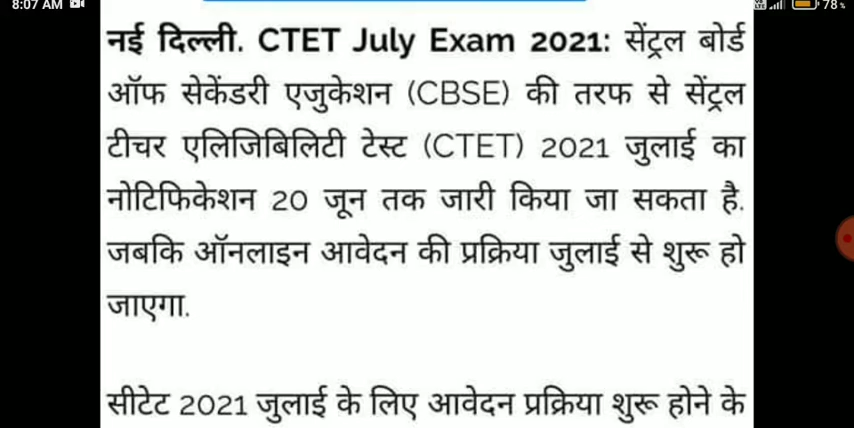 8:07 AM
78%
नई दिल्ली. CTET July Exam 2021: सेंट्रल बोर्ड
ऑफ सेकेंडरी एजुकेशन (CBSE) की तरफ से सेंट्रल
टीचर एलिजिबिलिटी टेस्ट (CTET) 2021 जुलाई का
नोटिफिकेशन 20 जून तक जारी किया जा सकता है.
जबकि ऑनलाइन आवेदन की प्रक्रिया जुलाई से शुरू हो
जाएगा.
सीटेट 2021 जुलाई के लिए आवेदन प्रक्रिया शुरू होने के